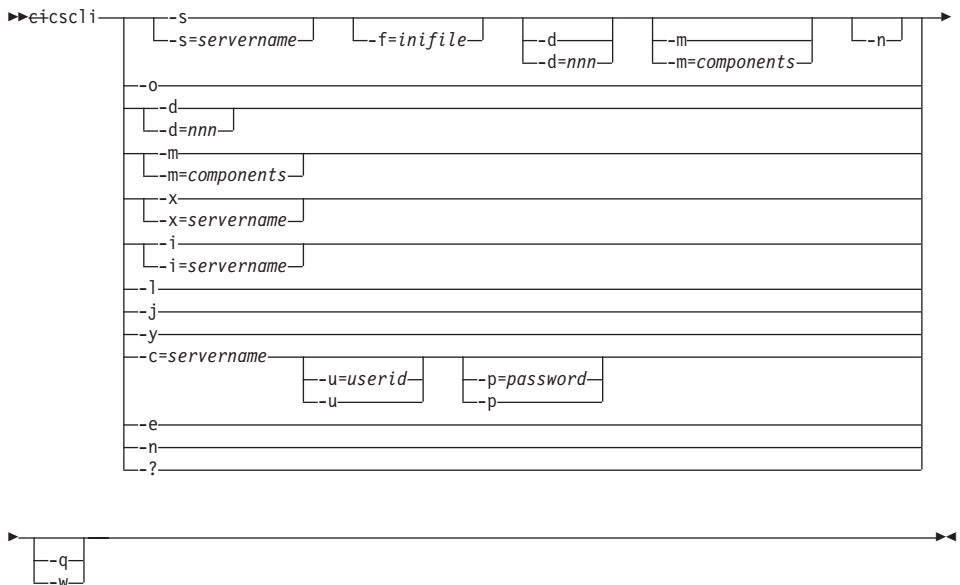 cicscli -s
-s=servername -f=inifile -d -m -n
-d=nnn -m=components
-o
-d
-d=nnn
-m
-m=components
-x
-x=servername
-i
-i=servername
-l
-j
-y
-c=servername
-u=userid -p=password
-u -p
-e
-n
-?
-q
-w